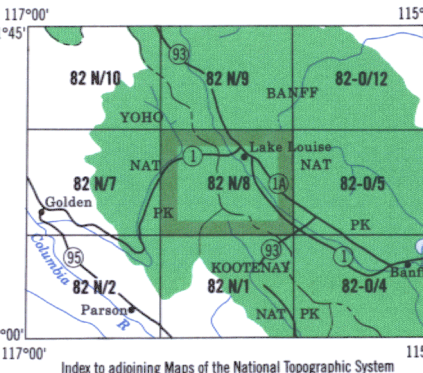 117°00' 115°
°45'
93
82 N/10 82 N/9 82-O/12
BANFF
YOHO
Lake Louise
1
NAT NAT
82 N/7 82 N/8 1A 82-O/5
PK PK
Golden
Columbia
93
95 KOOTENAY 1
Banf
82 N/2 82 N/1 82-O/4
Parson
R NAT PK
°00'
117°00' 115°
Index to adjoining Maps of the National Topographic System